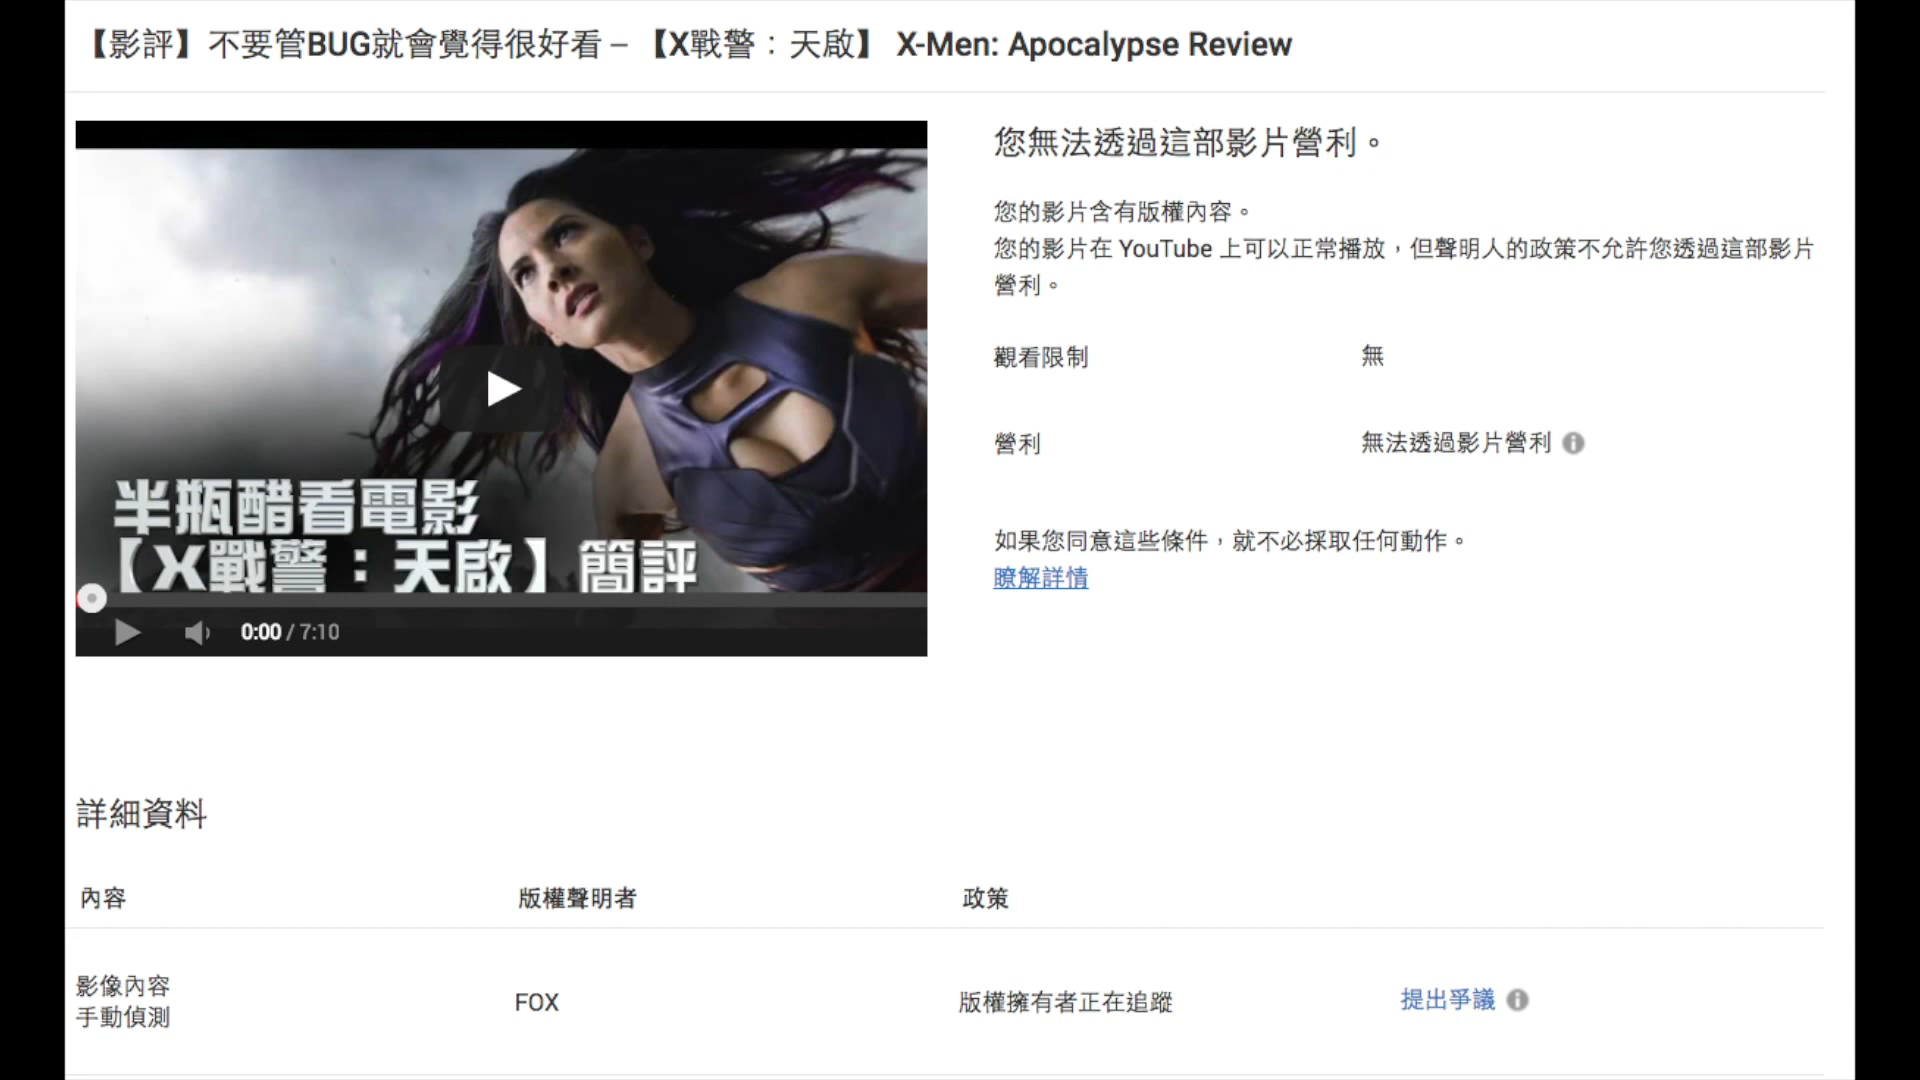 【影評】不要管BUG就會覺得很好看 – 【X戰警：天啟】 X-Men: Apocalypse Review
您無法透過這部影片營利。
您的影片含有版權內容。
您的影片在 YouTube 上可以正常播放，但聲明人的政策不允許您透過這部影片
營利。
觀看限制 無
營利 無法透過影片營利
如果您同意這些條件，就不必採取任何動作。
瞭解詳情
半瓶醋看電影
【X戰警：天啟】簡評
0:00 / 7:10
詳細資料
內容 版權聲明者 政策
影像內容
手動偵測
FOX 版權擁有者正在追蹤 提出爭議